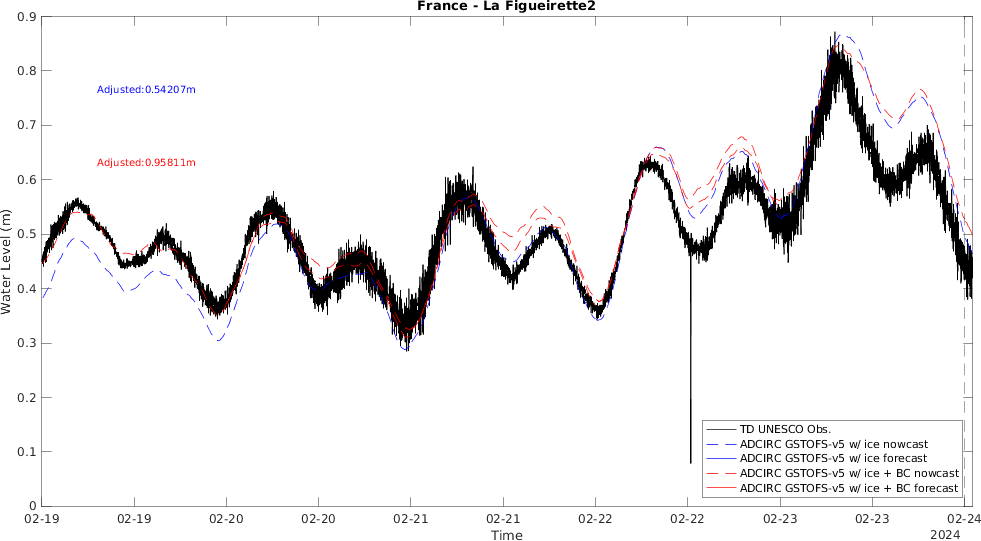 France - La Figueirette2
0.9
0.8
0.7
0.6
0.5
0.4
0.3
0.2
0.1
0
Water Level (m)
Adjusted:0.54207m
Adjusted:0.95811m
TD UNESCO Obs.
ADCIRC GSTOFS-v5 w/ ice nowcast
ADCIRC GSTOFS-v5 w/ ice forecast
ADCIRC GSTOFS-v5 w/ ice + BC nowcast
ADCIRC GSTOFS-v5 w/ ice + BC forecast
02-19 02-19 02-20 02-20 02-21 02-21 02-22 02-22 02-23 02-23 02-24
Time
2024